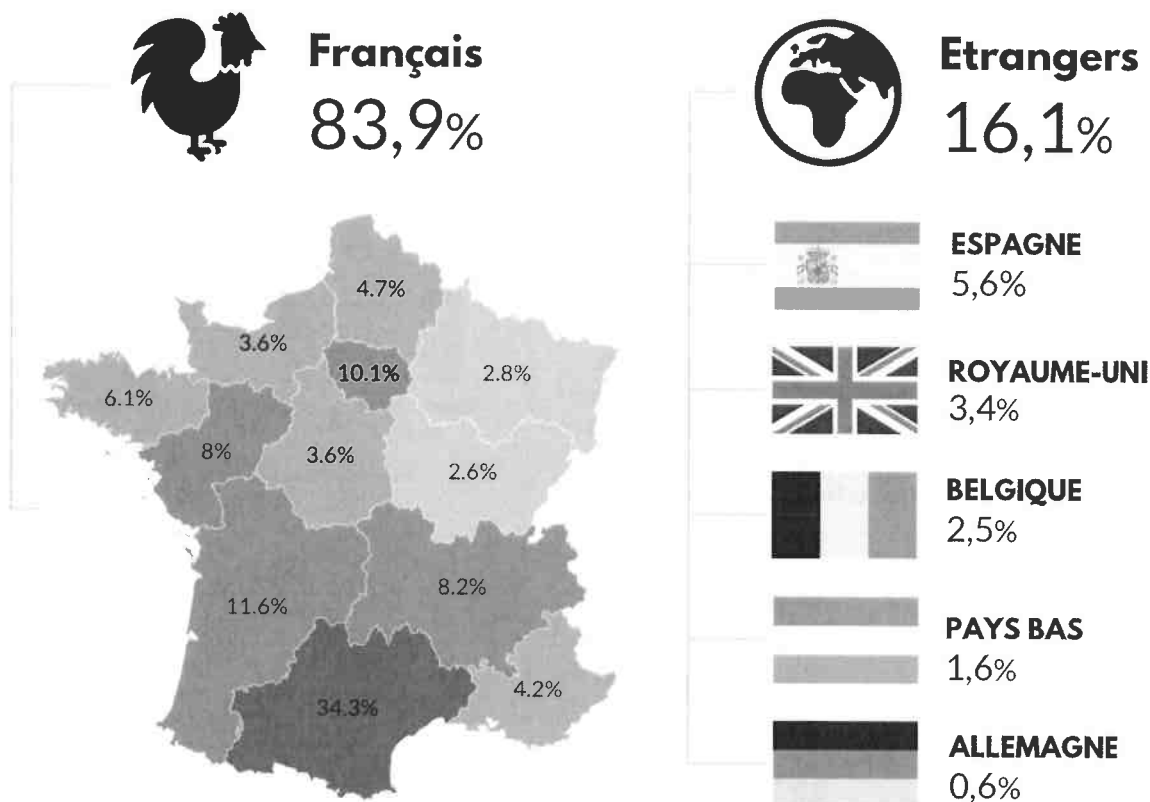 Français
83,9%
4.7%
3.6%
10.1%
2.8%
6.1%
8%
3.6%
2.6%
11.6%
8.2%
34.3%
4.2%
Etrangers
16,1%
ESPAGNE
5,6%
ROYAUME-UNI
3,4%
BELGIQUE
2,5%
PAYS BAS
1,6%
ALLEMAGNE
0,6%